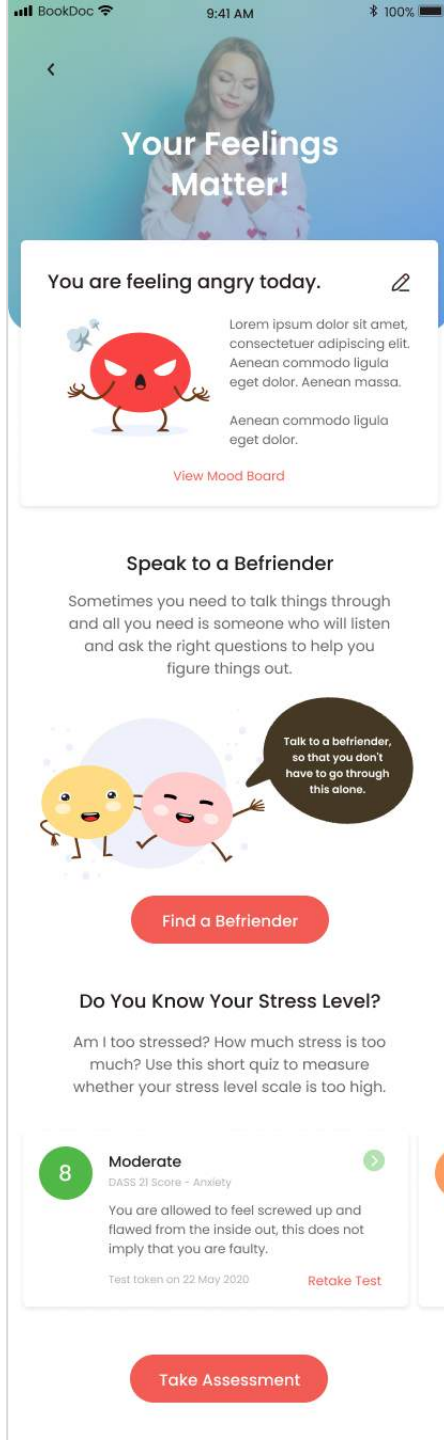 BookDoc 9:41 AM 100%
Your Feelings
Matter!
You are feeling angry today.
Lorem ipsum dolor sit amet,
consectetuer adipiscing elit.
Aenean commodo ligula
eget dolor. Aenean massa.
Aenean commodo ligula
eget dolor.
View Mood Board
Speak to a Befriender
Sometimes you need to talk things through
and all you need is someone who will listen
and ask the right questions to help you
figure things out.
Talk to a befriender,
so that you don't
have to go through
this alone.
Find a Befriender
Do You Know Your Stress Level?
Am I too stressed? How much stress is too
much? Use this short quiz to measure
whether your stress level scale is too high.
8
Moderate
DASS 21 Score - Anxiety
You are allowed to feel screwed up and
flawed from the inside out, this does not
imply that you are faulty.
Test taken on 22 May 2020 Retake Test
Take Assessment